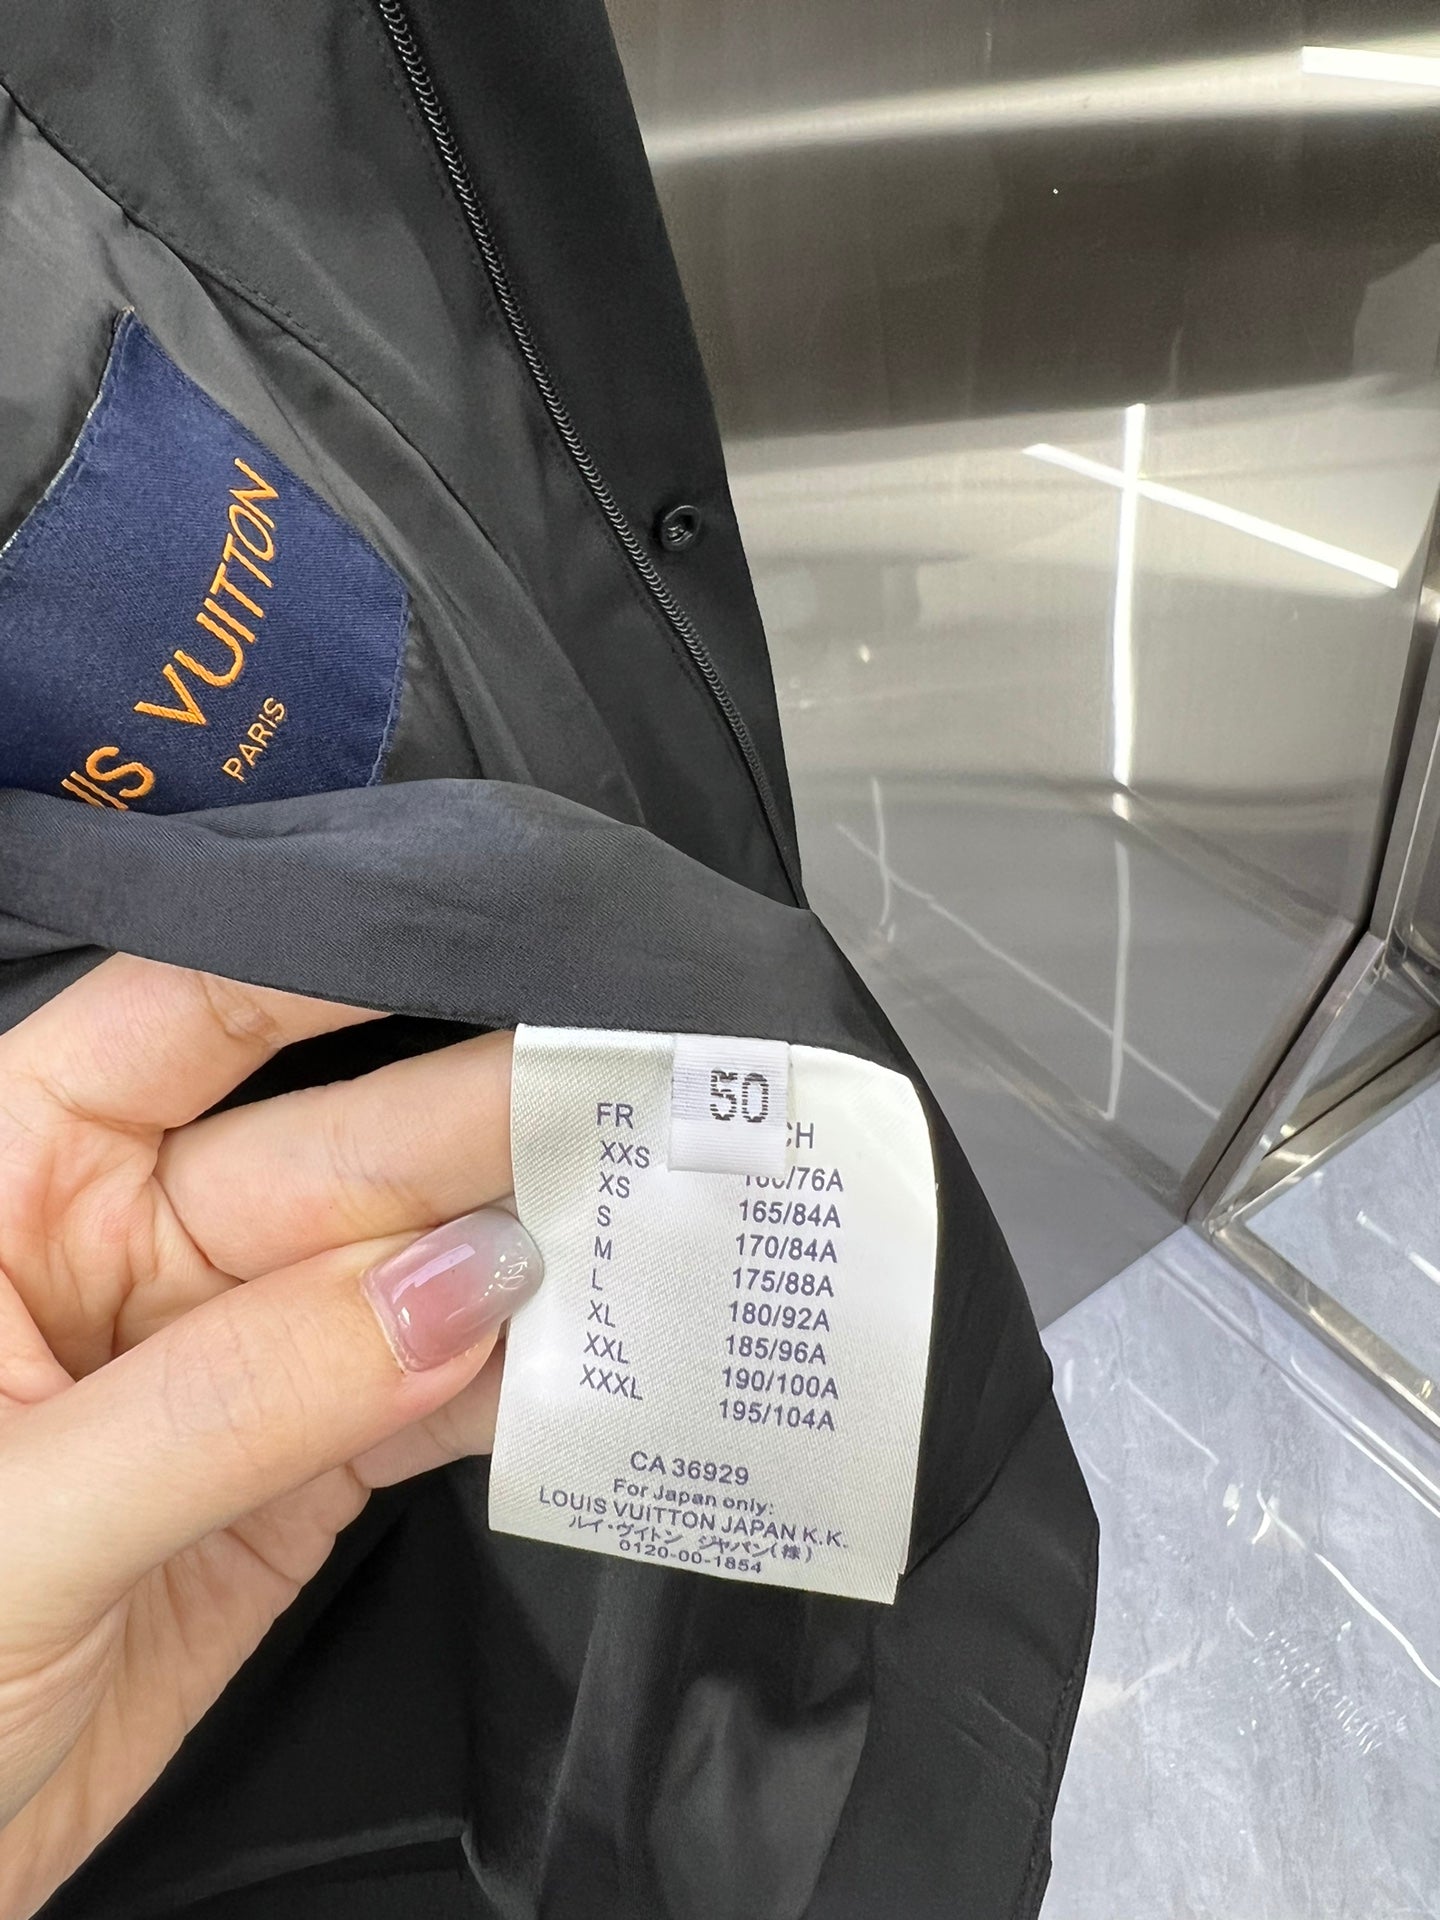 UIS VUITTON
PARIS
50
FR CH
XXS /76A
XS 165/84A
S 170/84A
M 175/88A
L 180/92A
XL 185/96A
XXL 190/100A
XXXL 195/104A
CA 36929
For Japan only:
LOUIS VUITTON JAPAN K.K.
ルイ・ヴィトン ジャパン(株)
0120-00-1854